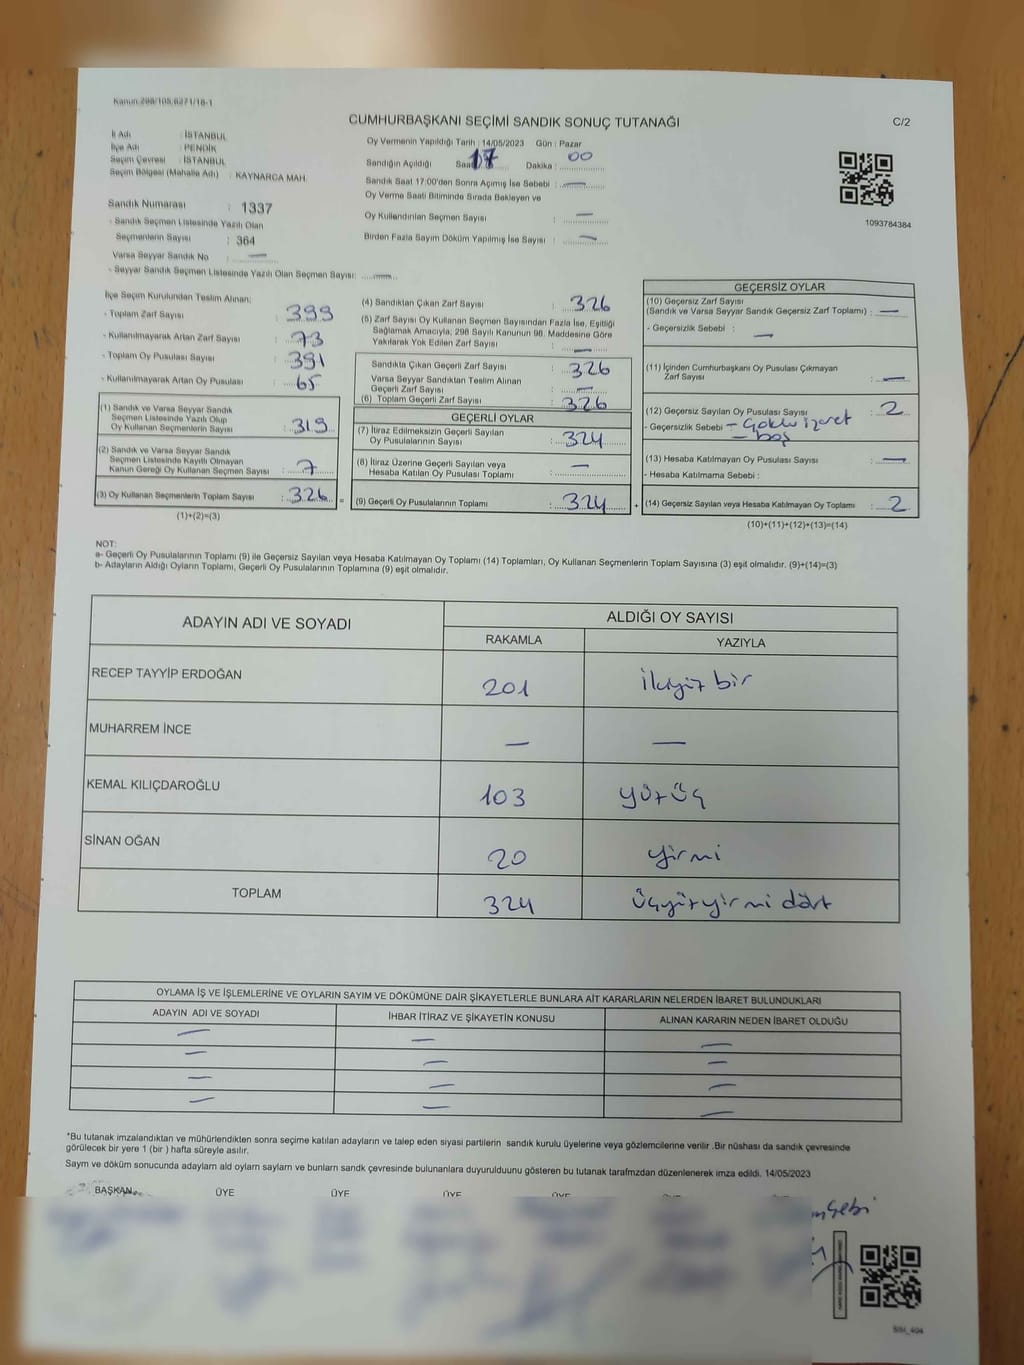 Kanun:298/105,6271/18-1
CUMHURBAŞKANI SEÇİMİ SANDIK SONUÇ TUTANAĞI
C/2
İl Adı : İSTANBUL
İlçe Adı : PENDİK
Seçim Çevresi : İSTANBUL
Seçim Bölgesi (Mahalle Adı) : KAYNARCA MAH.
Sandık Numarası : 1337
- Sandık Seçmen Listesinde Yazılı Olan
Seçmenlerin Sayısı : 364
Varsa Seyyar Sandık No : —
- Seyyar Sandık Seçmen Listesinde Yazılı Olan Seçmen Sayısı: —
Oy Vermenin Yapıldığı Tarih : 14/05/2023 Gün : Pazar
Sandığın Açıldığı Saat 17 Dakika : 00
Sandık Saat 17:00'den Sonra Açılmış İse Sebebi : —
Oy Verme Saati Bitiminde Sırada Bekleyen ve
Oy Kullendirilen Seçmen Sayısı : —
Birden Fazla Sayım Döküm Yapılmış İse Sayısı : —
1093784384
İlçe Seçim Kurulundan Teslim Alınan:
- Toplam Zarf Sayısı : 399
- Kullanılmayarak Artan Zarf Sayısı : 73
- Toplam Oy Pusulası Sayısı : 391
- Kullanılmayarak Artan Oy Pusulası : 65
(1) Sandık ve Varsa Seyyar Sandık
Seçmen Listesinde Yazılı Olup
Oy Kullanan Seçmenlerin Sayısı : 319
(2) Sandık ve Varsa Seyyar Sandık
Seçmen Listesinde Kayıtlı Olmayan
Kanun Gereği Oy Kullanan Seçmen Sayısı : 7
(3) Oy Kullanan Seçmenlerin Toplam Sayısı : 326
(1)+(2)=(3)
(4) Sandıktan Çıkan Zarf Sayısı : 326
(5) Zarf Sayısı Oy Kullanan Seçmen Sayısından Fazla İse, Eşitliği
Sağlamak Amacıyla; 298 Sayılı Kanunun 98. Maddesine Göre
Yakılarak Yok Edilen Zarf Sayısı : —
Sandıkta Çıkan Geçerli Zarf Sayısı : 326
Varsa Seyyar Sandıktan Teslim Alınan
Geçerli Zarf Sayısı : —
(6) Toplam Geçerli Zarf Sayısı : 326
GEÇERLİ OYLAR
(7) İtiraz Edilmeksizin Geçerli Sayılan
Oy Pusulalarının Sayısı : 324
(8) İtiraz Üzerine Geçerli Sayılan veya
Hesaba Katılan Oy Pusulası Toplamı : —
= (9) Geçerli Oy Pusulalarının Toplamı : 324
GEÇERSİZ OYLAR
(10) Geçersiz Zarf Sayısı
(Sandık ve Varsa Seyyar Sandık Geçersiz Zarf Toplamı) : —
- Geçersizlik Sebebi : —
(11) İçinden Cumhurbaşkanı Oy Pusulası Çıkmayan
Zarf Sayısı : —
(12) Geçersiz Sayılan Oy Pusulası Sayısı : 2
- Geçersizlik Sebebi — Çoklu işaret
— boş
(13) Hesaba Katılmayan Oy Pusulası Sayısı : —
- Hesaba Katılmama Sebebi :
+ (14) Geçersiz Sayılan veya Hesaba Katılmayan Oy Toplamı : 2
(10)+(11)+(12)+(13)=(14)
NOT:
a- Geçerli Oy Pusulalarının Toplamı (9) ile Geçersiz Sayılan veya Hesaba Katılmayan Oy Toplamı (14) Toplamları, Oy Kullanan Seçmenlerin Toplam Sayısına (3) eşit olmalıdır. (9)+(14)=(3)
b- Adayların Aldığı Oyların Toplamı, Geçerli Oy Pusulalarının Toplamına (9) eşit olmalıdır.
ADAYIN ADI VE SOYADI
ALDIĞI OY SAYISI
RAKAMLA YAZIYLA
RECEP TAYYİP ERDOĞAN 201 ikiyüz bir
MUHARREM İNCE — —
KEMAL KILIÇDAROĞLU 103 yüzüç
SİNAN OĞAN 20 yirmi
TOPLAM 324 üçyüzyirmi dört
OYLAMA İŞ VE İŞLEMLERİNE VE OYLARIN SAYIM VE DÖKÜMÜNE DAİR ŞİKAYETLERLE BUNLARA AİT KARARLARIN NELERDEN İBARET BULUNDUKLARI
ADAYIN ADI VE SOYADI İHBAR İTİRAZ VE ŞİKAYETİN KONUSU ALINAN KARARIN NEDEN İBARET OLDUĞU
— — —
— — —
— — —
— — —
*Bu tutanak imzalandıktan ve mühürlendikten sonra seçime katılan adayların ve talep eden siyasi partilerin sandık kurulu üyelerine veya gözlemcilerine verilir .Bir nüshası da sandık çevresinde
görülecek bir yere 1 (bir ) hafta süreyle asılır.
Saym ve döküm sonucunda adaylarn ald oylarn saylarn ve bunlarn sandk çevresinde bulunanlara duyurulduunu gösteren bu tutanak tarafmzdan düzenlenerek imza edildi. 14/05/2023
BAŞKAN ÜYE ÜYE ÜYE ÜYE